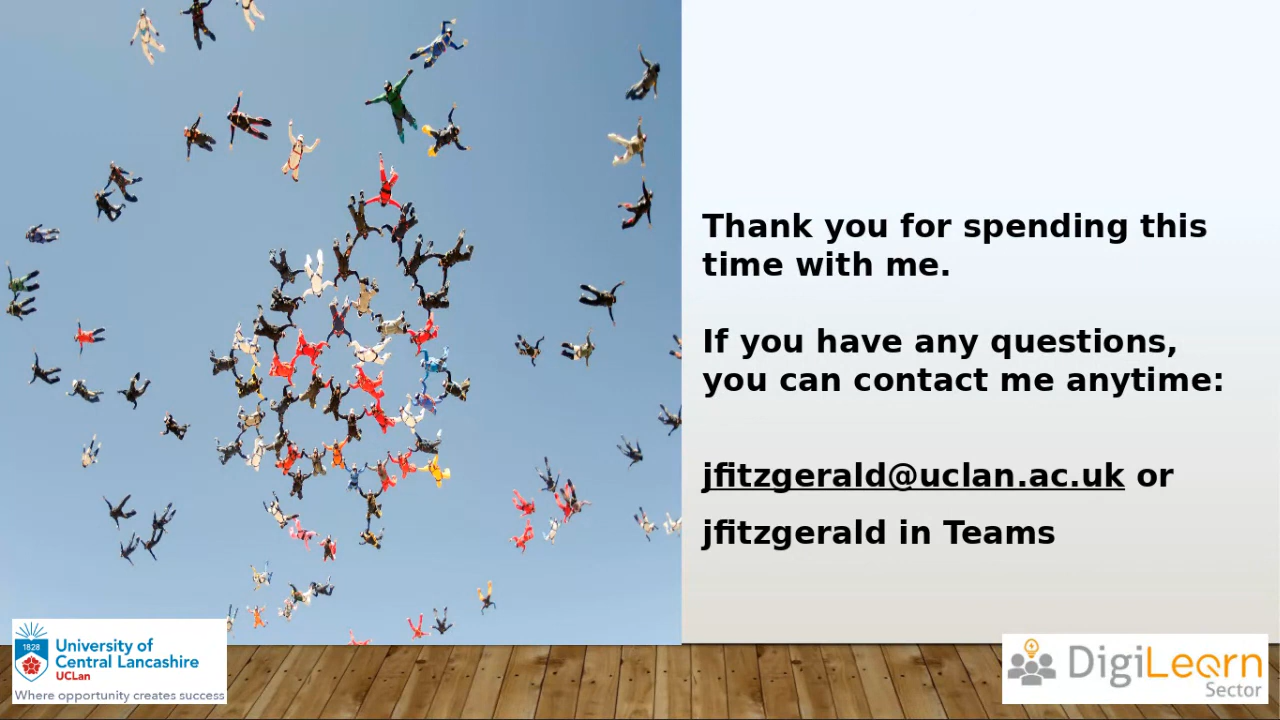 Thank you for spending this
time with me.
If you have any questions,
you can contact me anytime:
jfitzgerald@uclan.ac.uk or
jfitzgerald in Teams
1828
University of
Central Lancashire
UCLan
Where opportunity creates success
DigiLearn
Sector